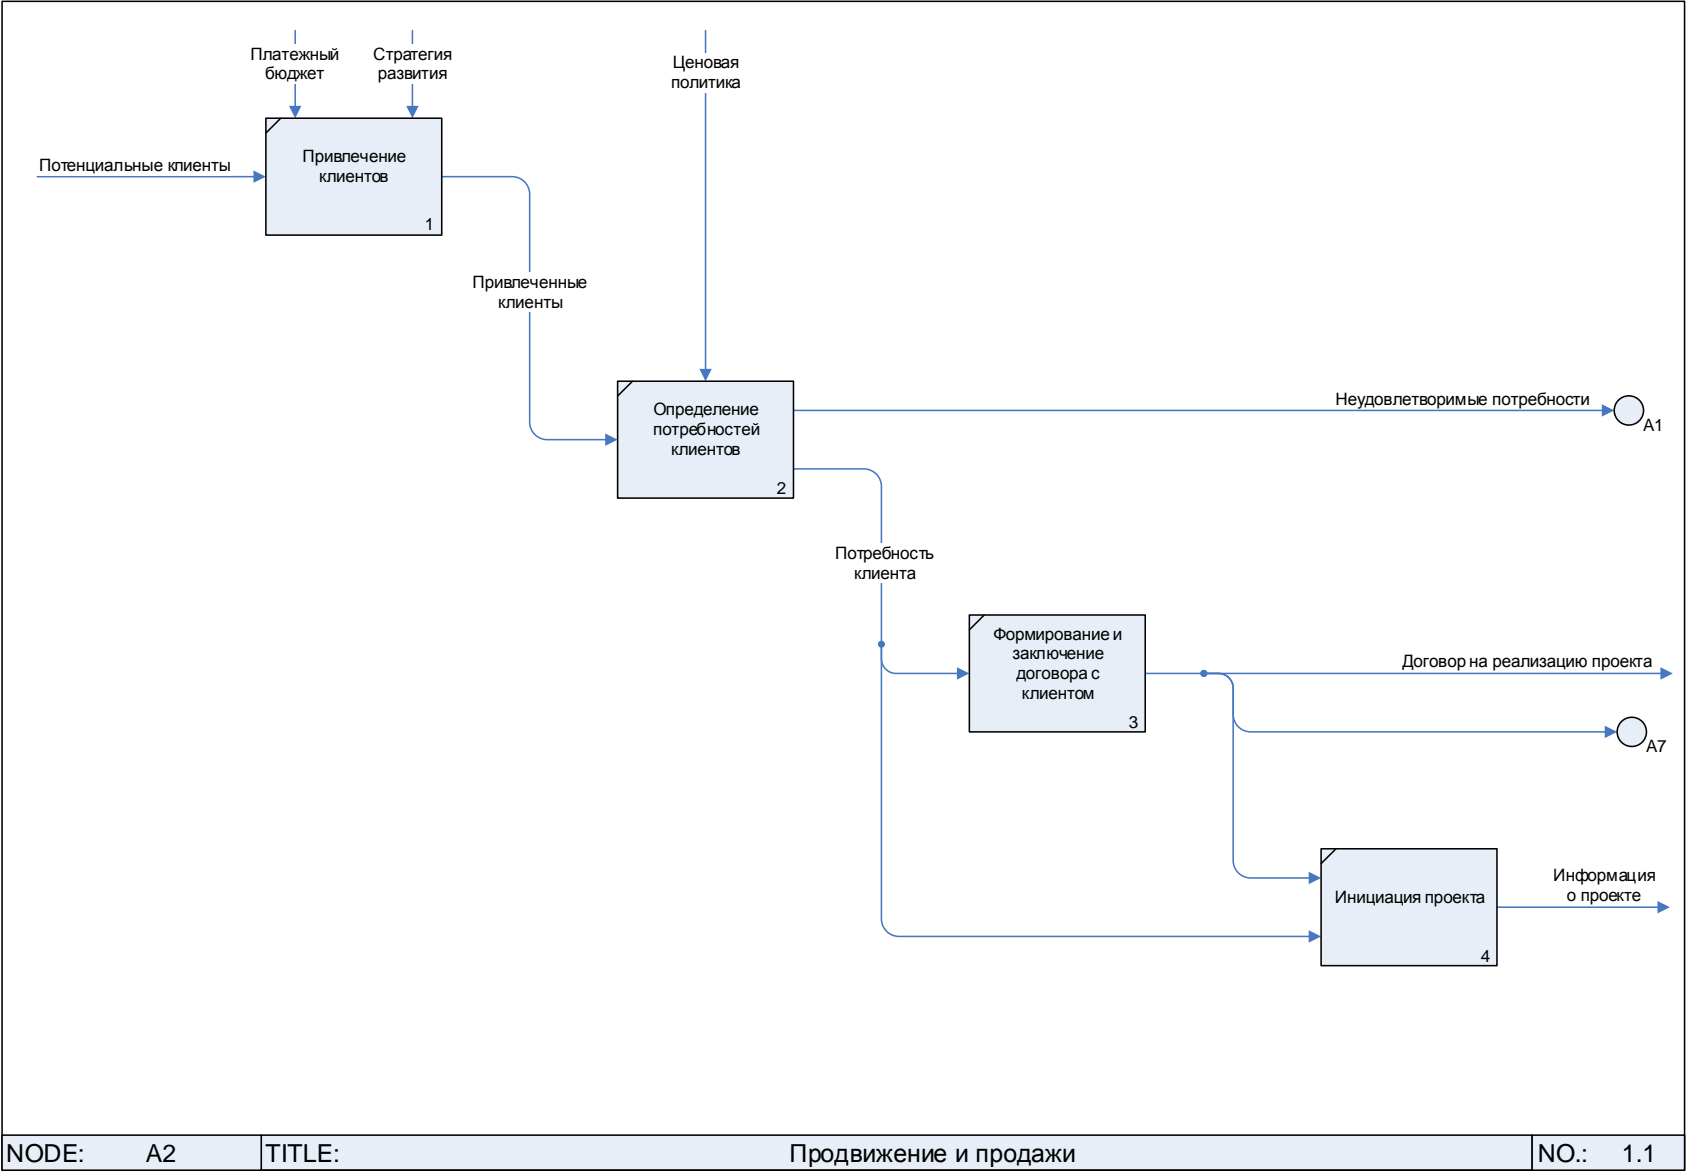 Платежный
бюджет
Стратегия
развития
Ценовая
политика
Потенциальные клиенты
Привлечение
клиентов
1
Привлеченные
клиенты
Определение
потребностей
клиентов
2
Неудовлетворимые потребности
A1
Потребность
клиента
Формирование и
заключение
договора с
клиентом
3
Договор на реализацию проекта
A7
Инициация проекта
4
Информация
о проекте
NODE: A2 TITLE: Продвижение и продажи NO.: 1.1